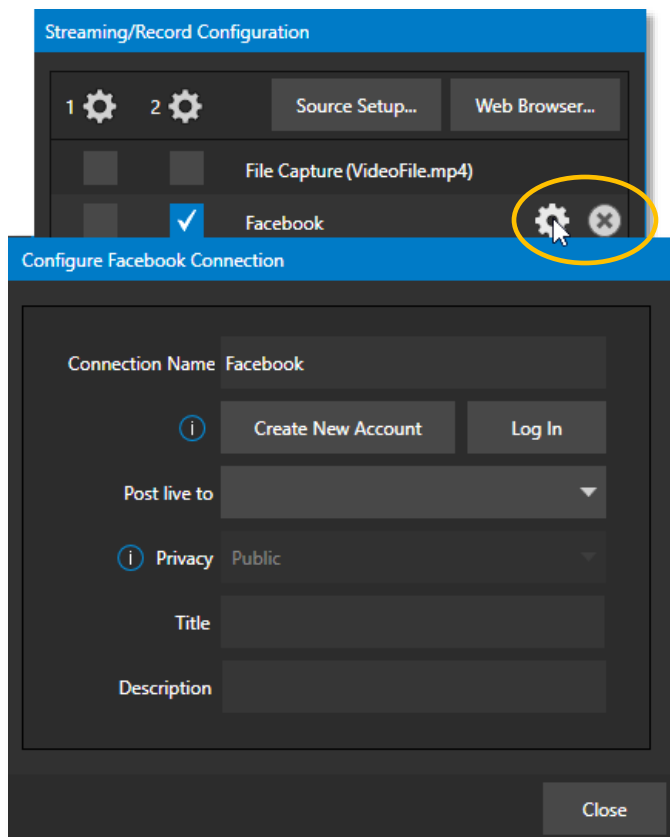 Streaming/Record Configuration
1 2 Source Setup... Web Browser...
File Capture (VideoFile.mp4)
Facebook
Configure Facebook Connection
Connection Name Facebook
i Create New Account Log In
Post live to
i Privacy Public
Title
Description
Close